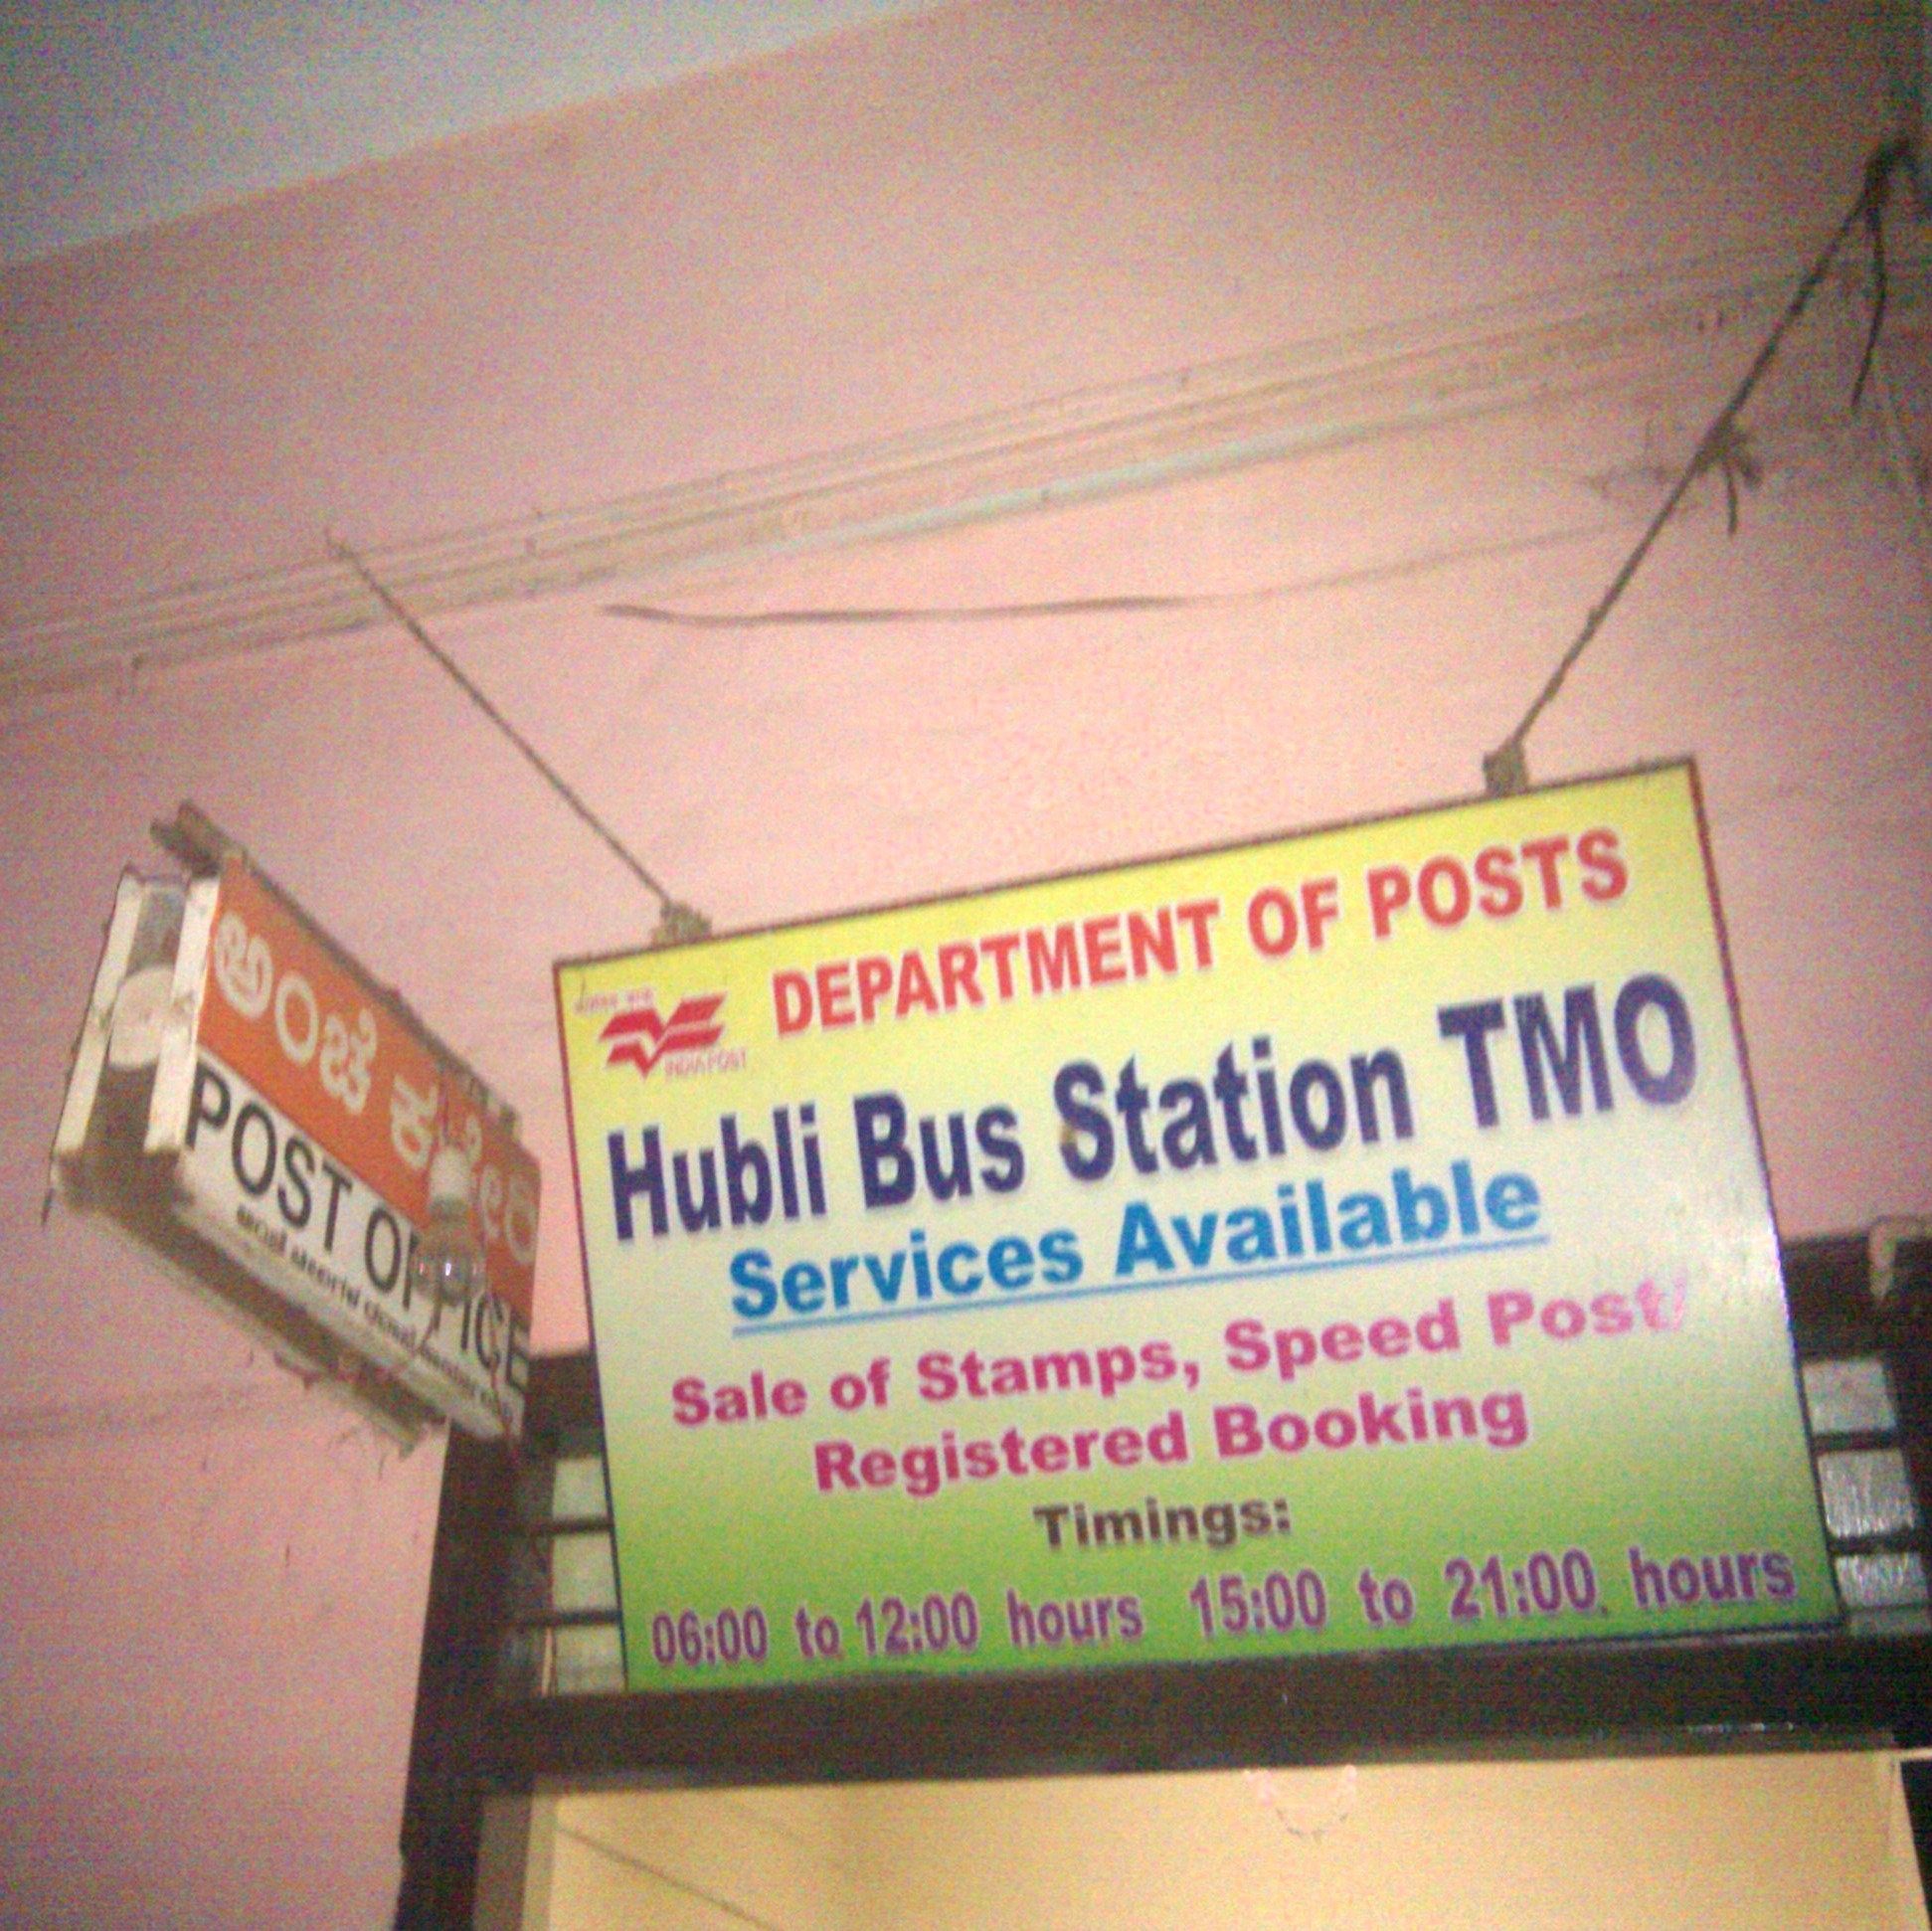 ಅಂಚೆ ಕಚೇರಿ
POST OFFICE
DEPARTMENT OF POSTS
INDIA POST
Hubli Bus Station TMO
Services Available
Sale of Stamps, Speed Post/
Registered Booking
Timings:
06:00 to 12:00 hours 15:00 to 21:00 hours